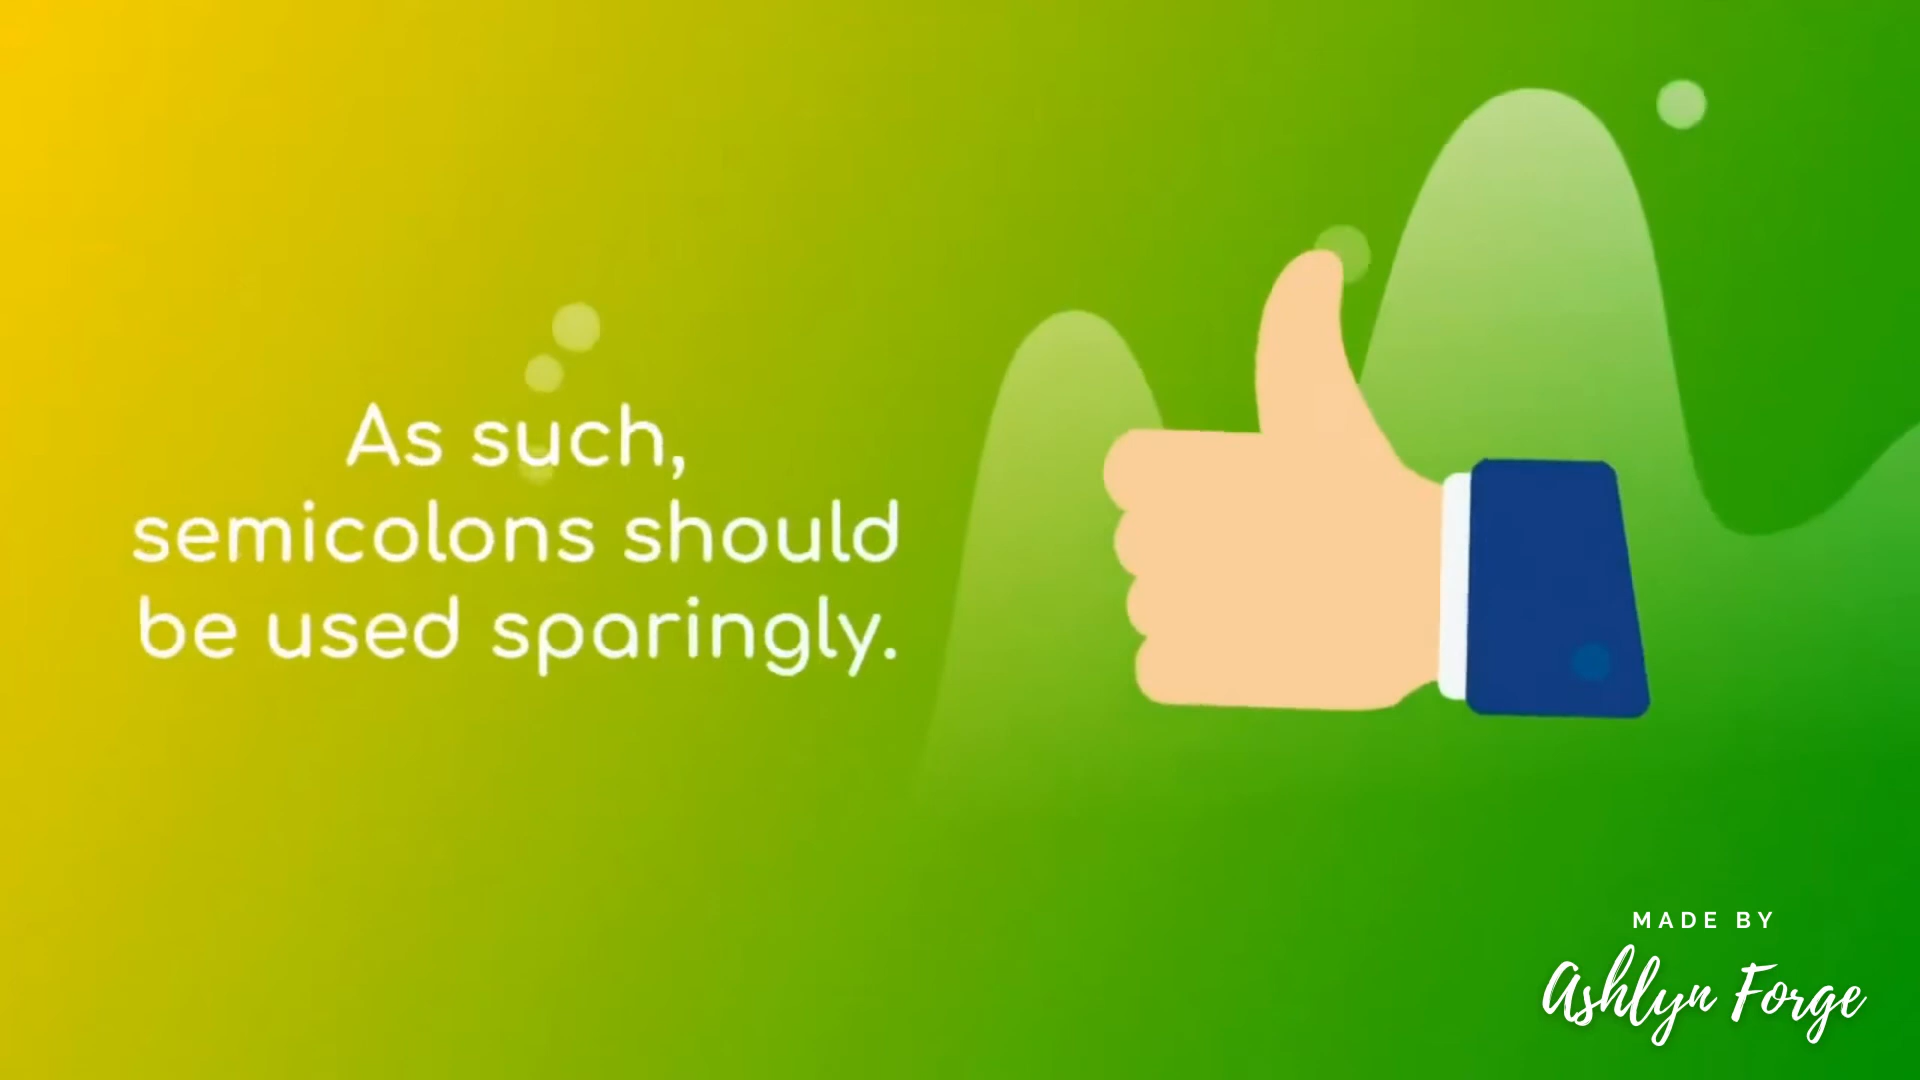 As such,
semicolons should
be used sparingly.
MADE BY
Ashlyn Forge